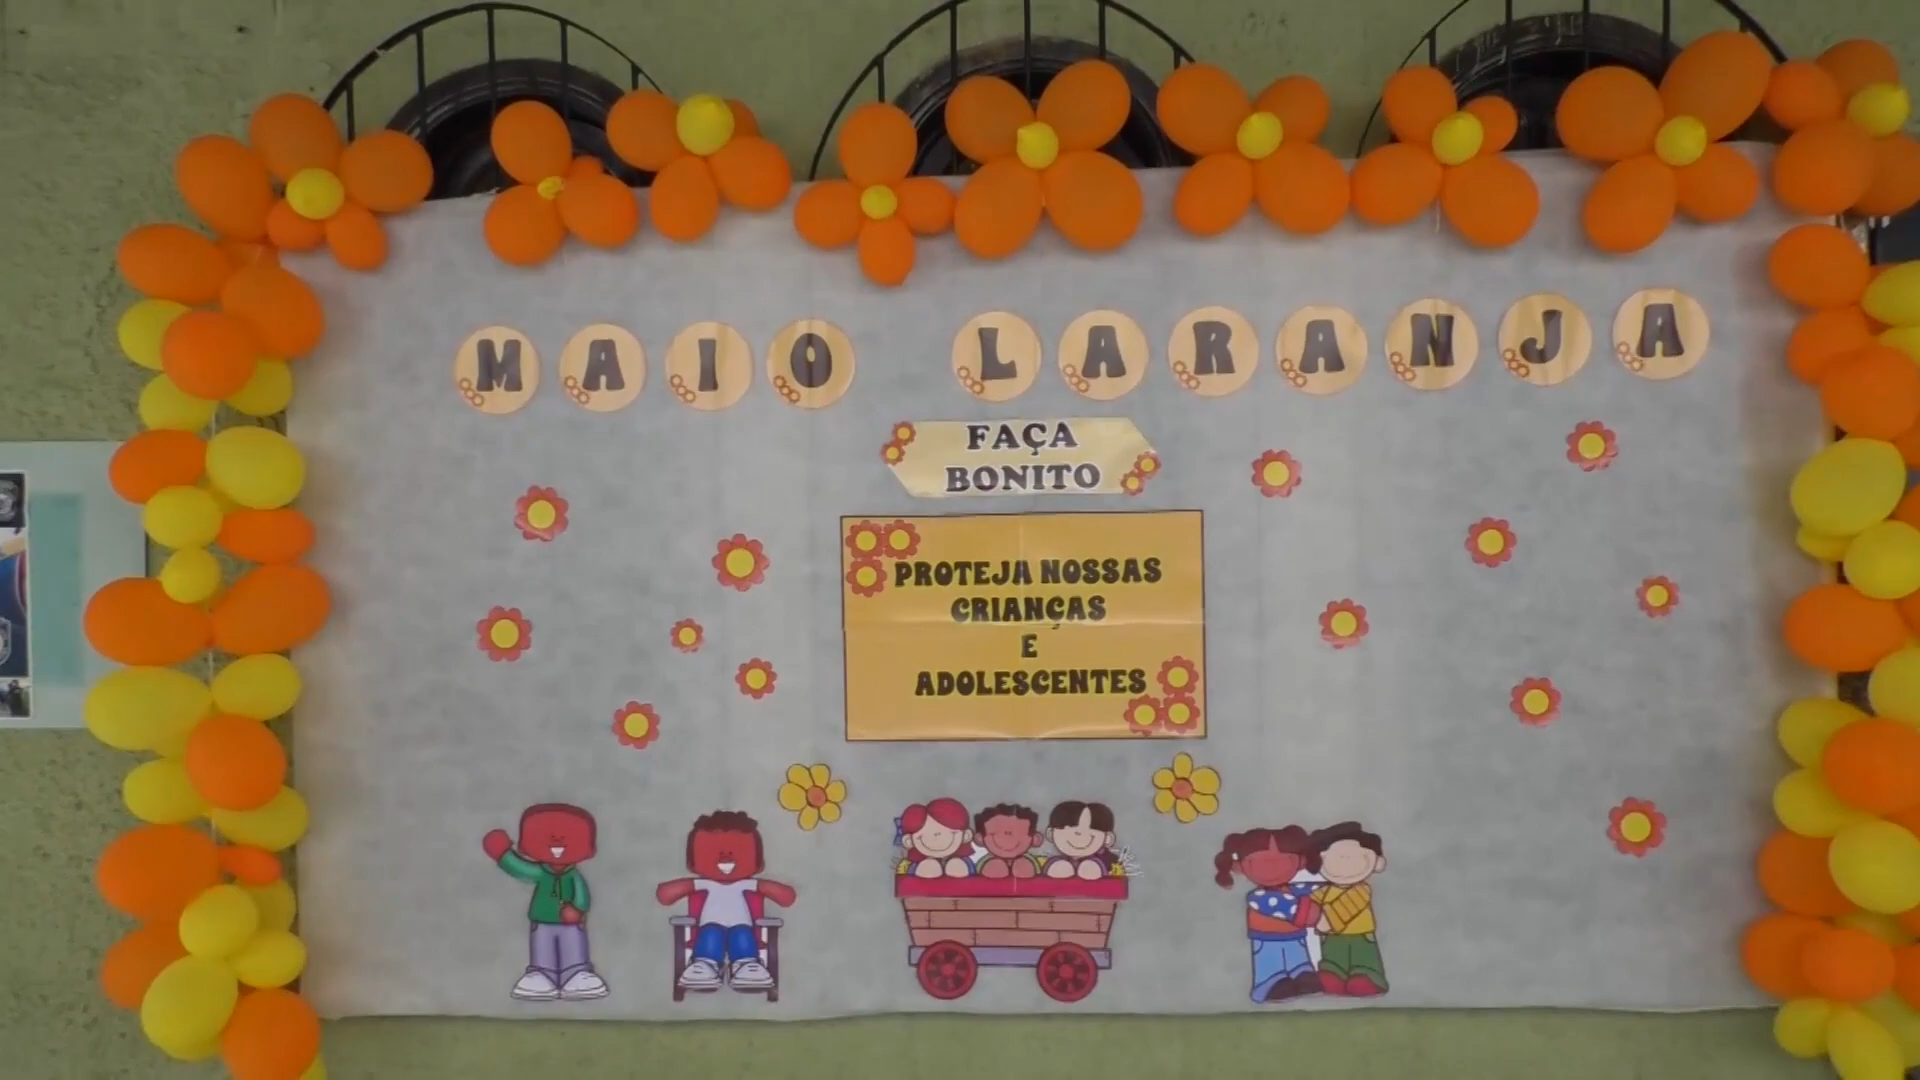 MAIO LARANJA
FAÇA
BONITO
PROTEJA NOSSAS
CRIANÇAS
E
ADOLESCENTES